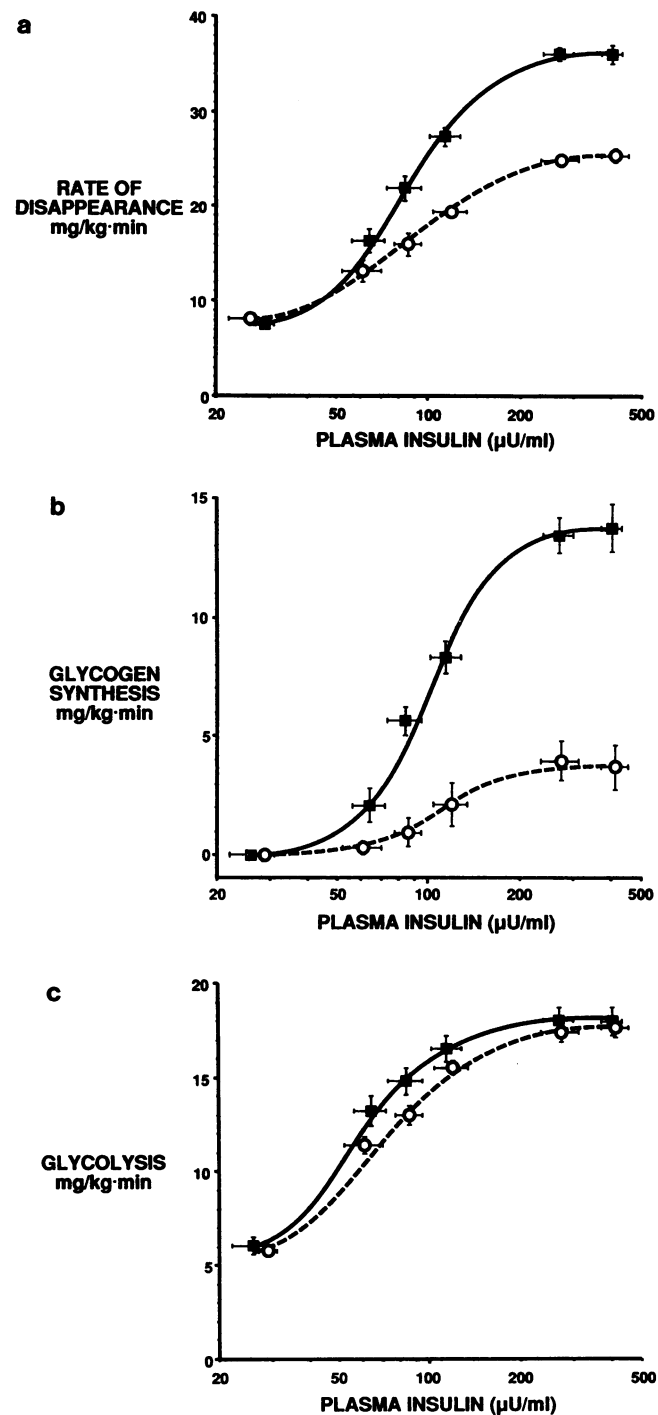 a
40
30
20
10
0
RATE OF
DISAPPEARANCE
mg/kg·min
20 50 100 200 500
PLASMA INSULIN (µU/ml)
b
15
10
5
0
GLYCOGEN
SYNTHESIS
mg/kg·min
20 50 100 200 500
PLASMA INSULIN (µU/ml)
c
20
15
10
5
0
GLYCOLYSIS
mg/kg·min
20 50 100 200 500
PLASMA INSULIN (µU/ml)